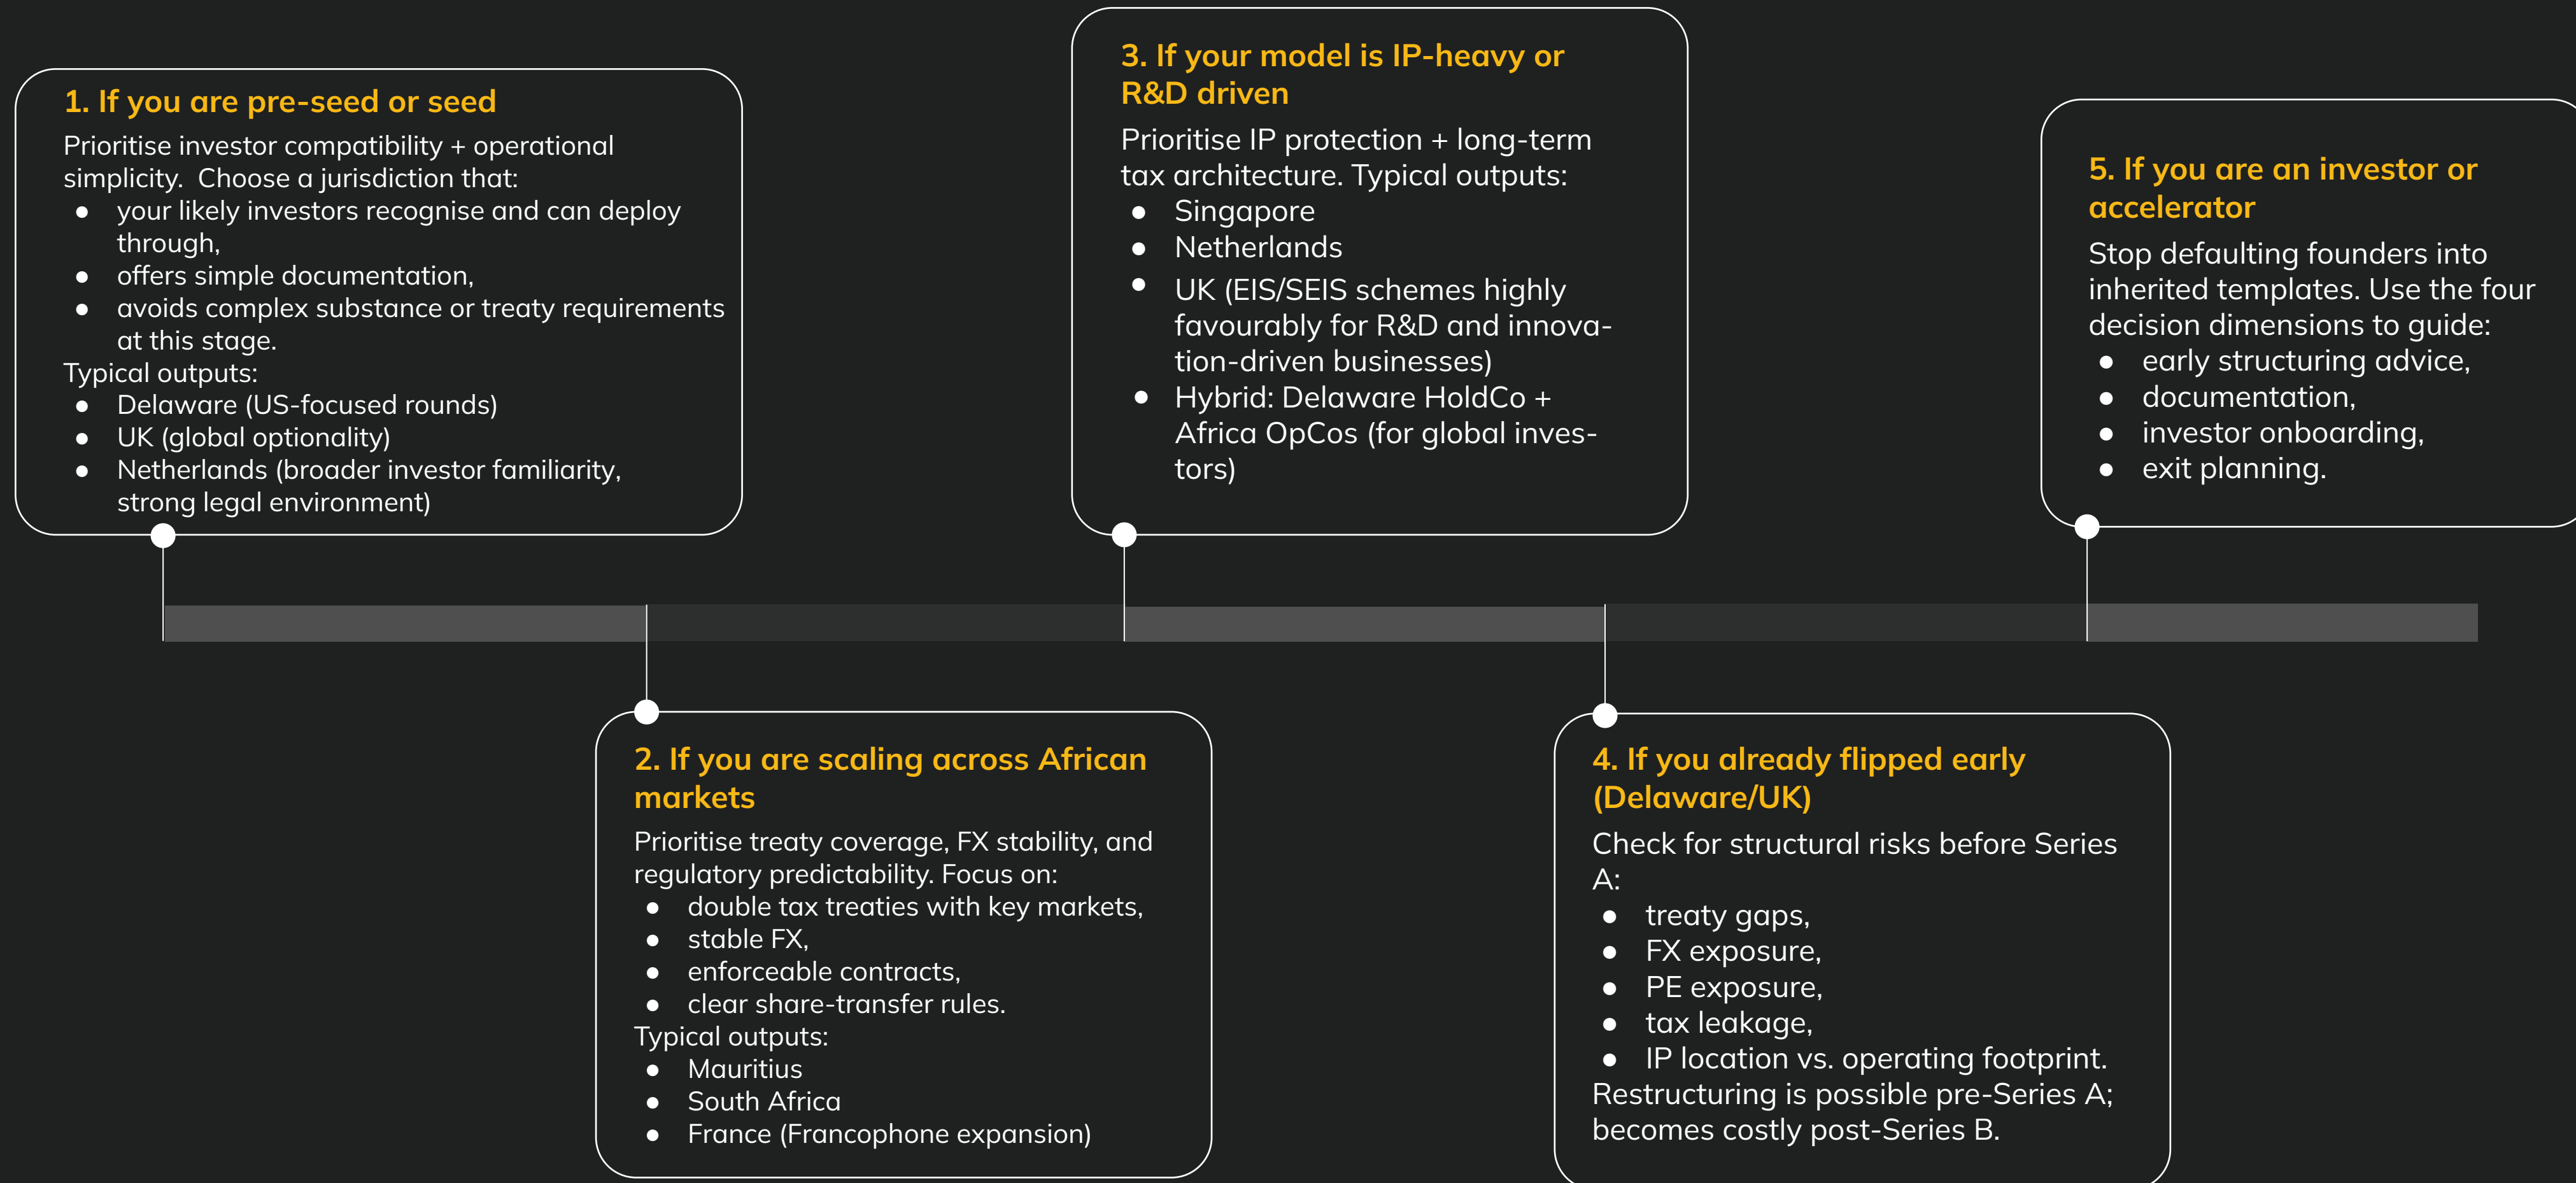 1. If you are pre-seed or seed
Prioritise investor compatibility + operational
simplicity.  Choose a jurisdiction that:
● your likely investors recognise and can deploy
through,
● offers simple documentation,
● avoids complex substance or treaty requirements
at this stage.
Typical outputs:
● Delaware (US-focused rounds)
● UK (global optionality)
● Netherlands (broader investor familiarity,
strong legal environment)
2. If you are scaling across African
markets
Prioritise treaty coverage, FX stability, and
regulatory predictability. Focus on:
● double tax treaties with key markets,
● stable FX,
● enforceable contracts,
● clear share-transfer rules.
Typical outputs:
● Mauritius
● South Africa
● France (Francophone expansion)
3. If your model is IP-heavy or
R&D driven
Prioritise IP protection + long-term
tax architecture. Typical outputs:
● Singapore
● Netherlands
● UK (EIS/SEIS schemes highly
favourably for R&D and innova-
tion-driven businesses)
● Hybrid: Delaware HoldCo +
Africa OpCos (for global inves-
tors)
4. If you already flipped early
(Delaware/UK)
Check for structural risks before Series
A:
● treaty gaps,
● FX exposure,
● PE exposure,
● tax leakage,
● IP location vs. operating footprint.
Restructuring is possible pre-Series A;
becomes costly post-Series B.
5. If you are an investor or
accelerator
Stop defaulting founders into
inherited templates. Use the four
decision dimensions to guide:
● early structuring advice,
● documentation,
● investor onboarding,
● exit planning.